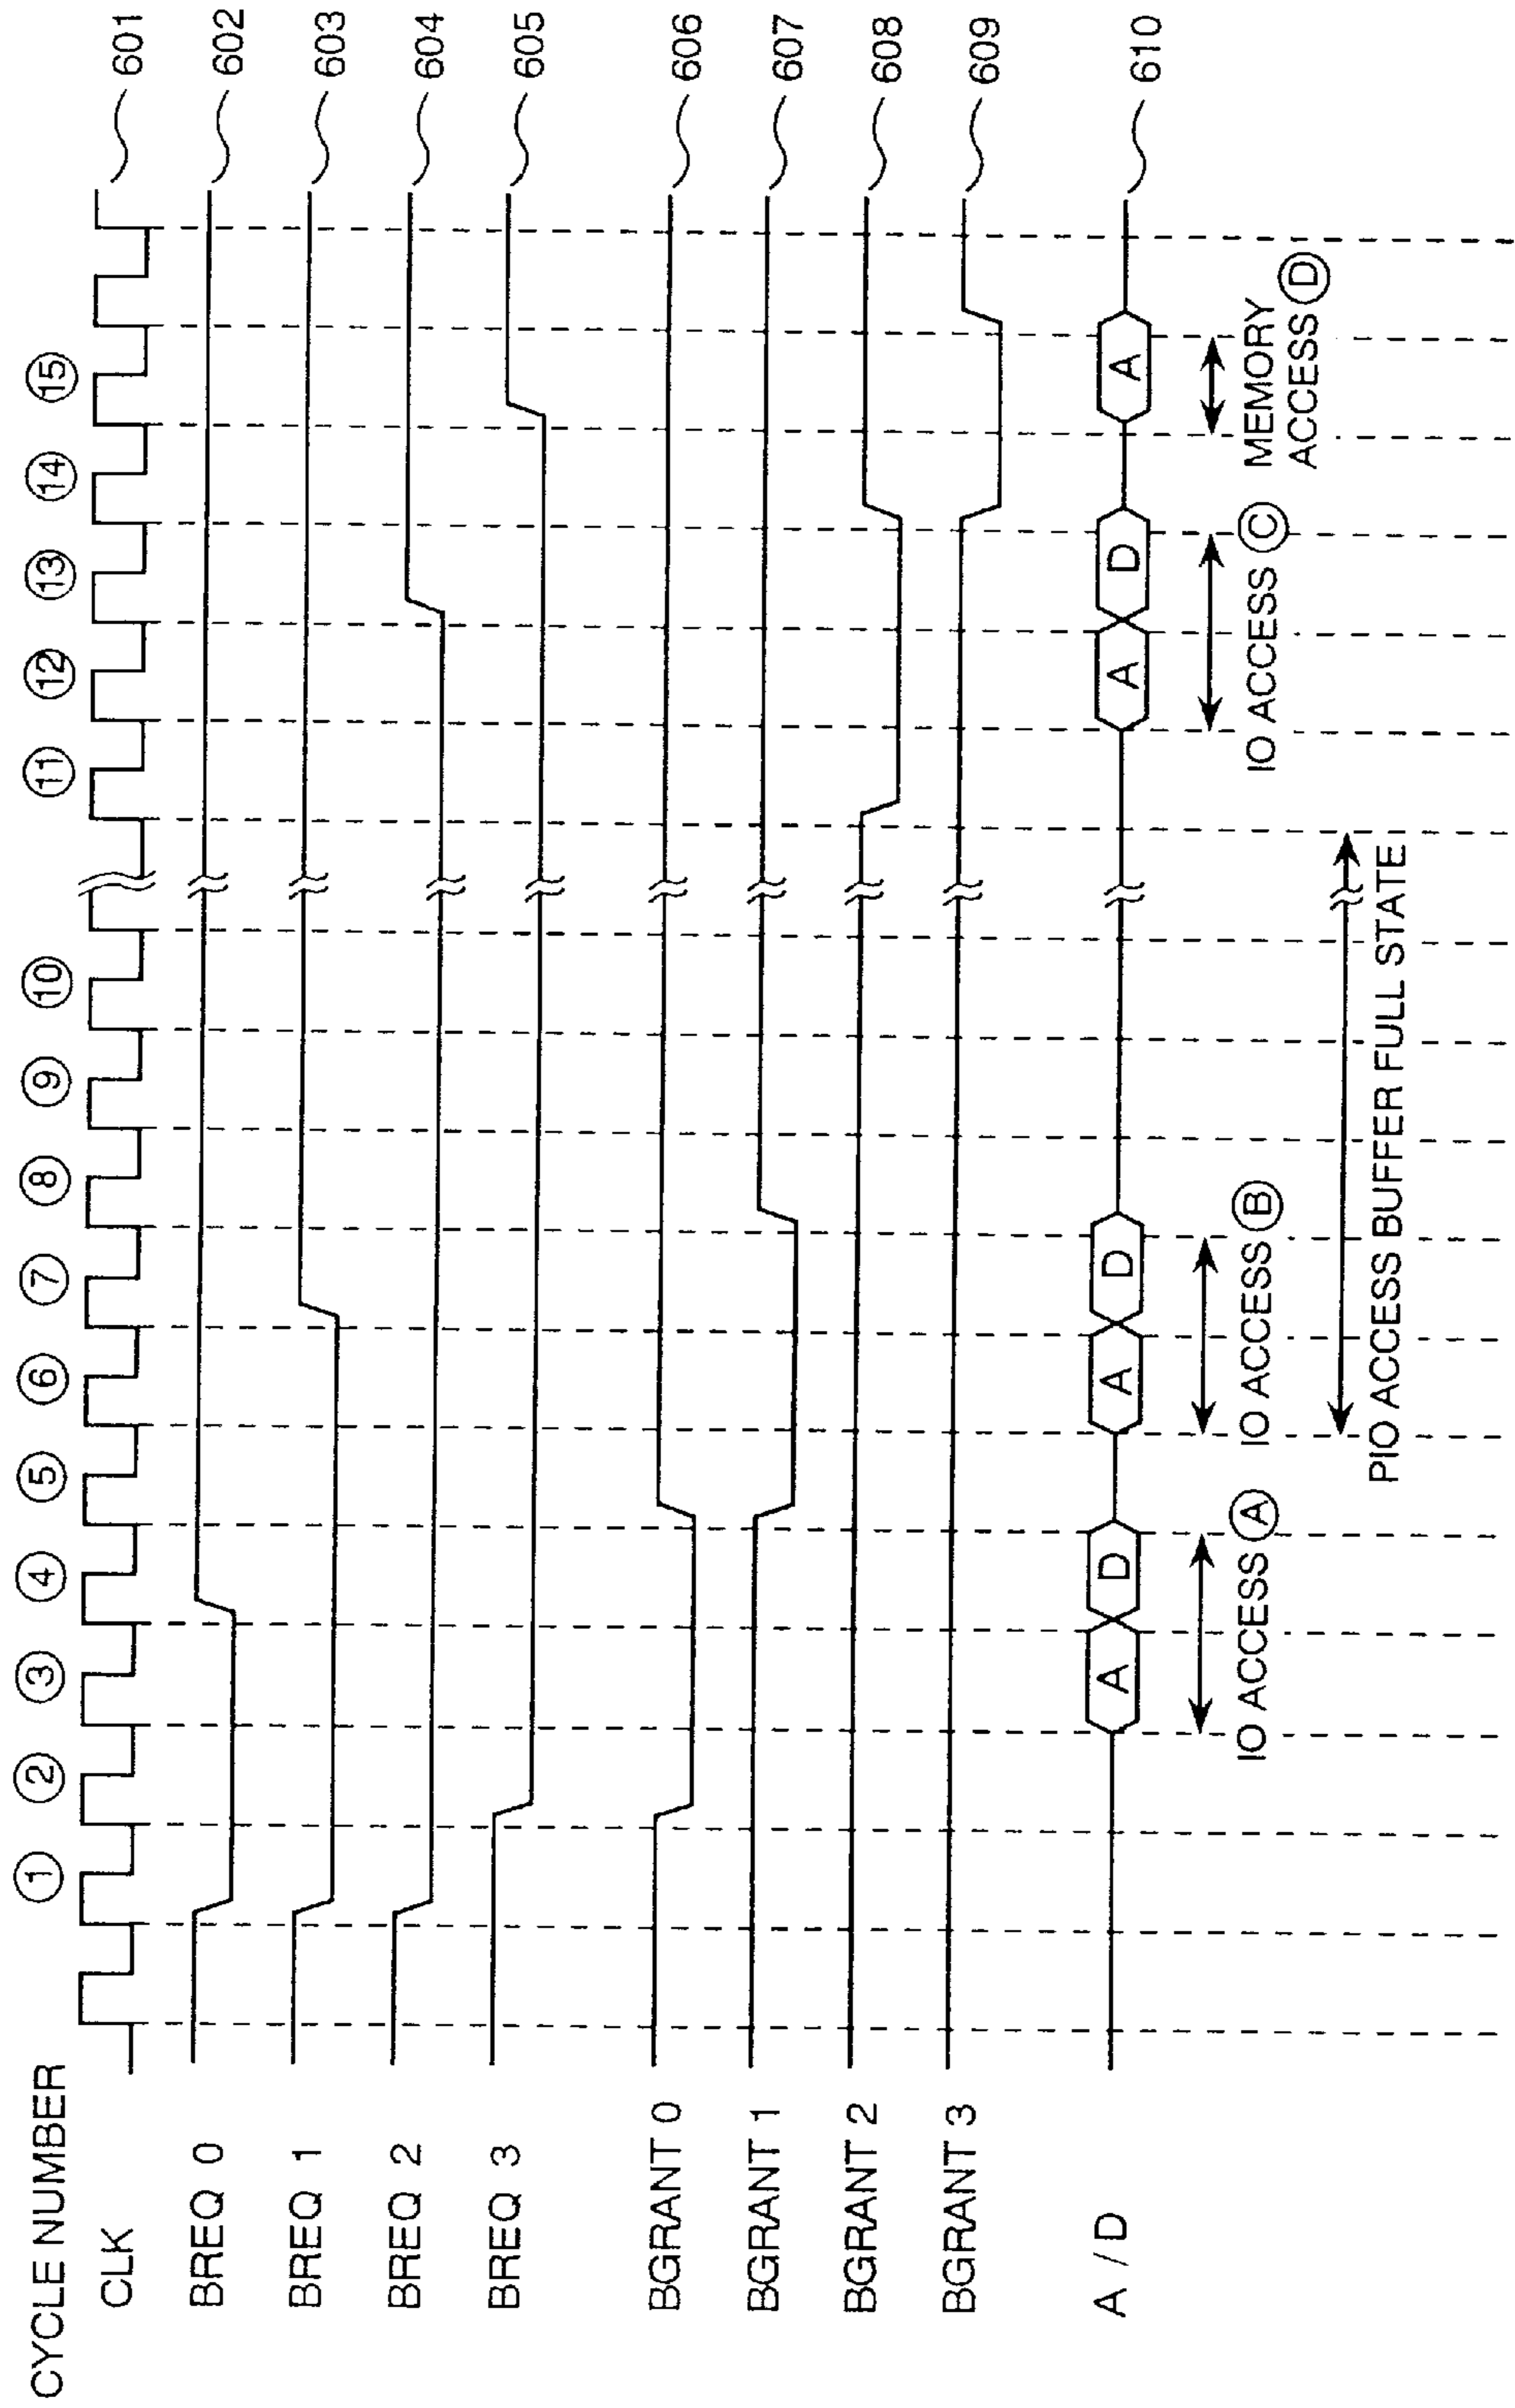 CYCLE NUMBER ① ② ③ ④ ⑤ ⑥ ⑦ ⑧ ⑨ ⑩ ⑪ ⑫ ⑬ ⑭ ⑮
CLK 601
BREQ 0 602
BREQ 1 603
BREQ 2 604
BREQ 3 605
BGRANT 0 606
BGRANT 1 607
BGRANT 2 608
BGRANT 3 609
A / D A D A D A D A 610
IO ACCESS Ⓐ IO ACCESS Ⓑ IO ACCESS Ⓒ MEMORY
ACCESS Ⓓ
PIO ACCESS BUFFER FULL STATE